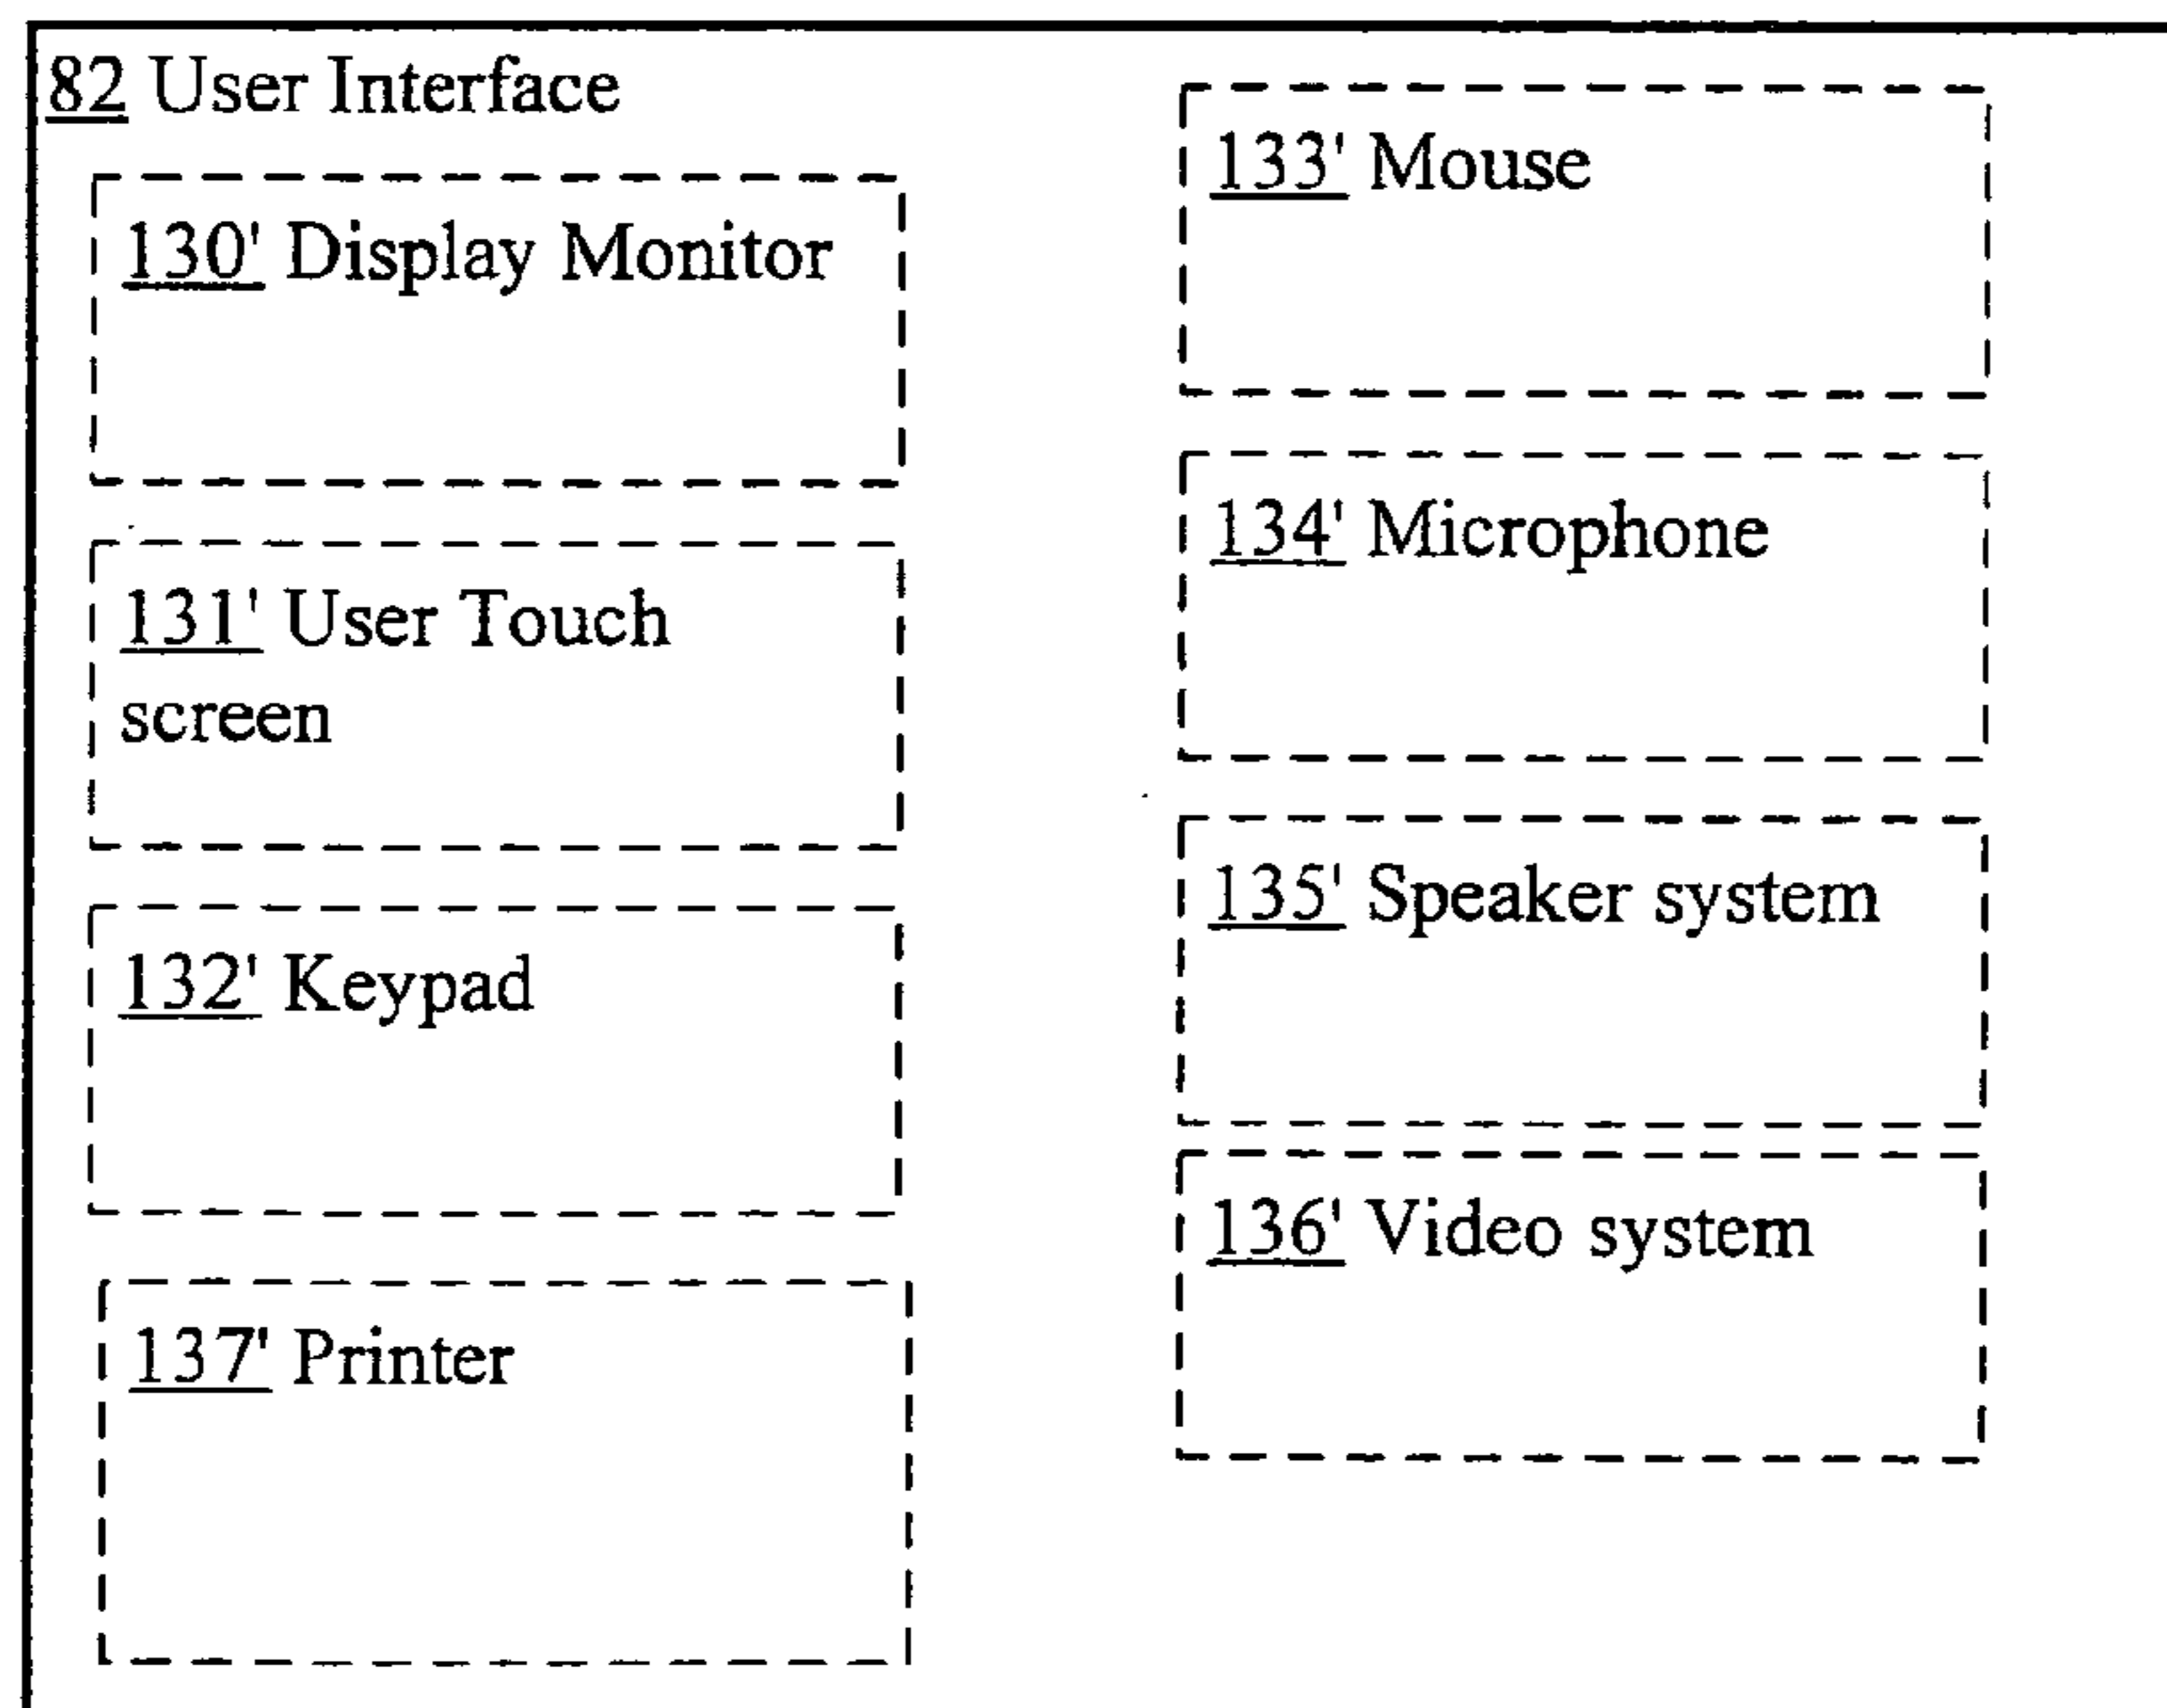 82 User Interface
130' Display Monitor
131' User Touch
screen
132' Keypad
137' Printer
133' Mouse
134' Microphone
135' Speaker system
136' Video system